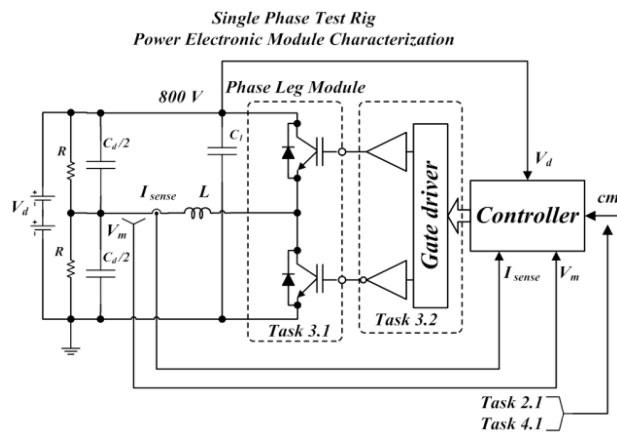 Single Phase Test Rig
Power Electronic Module Characterization
800 V
Phase Leg Module
R
C_d/2
C_1
V_d
I_sense
L
V_m
R
C_d/2
Task 3.1
Gate driver
Task 3.2
V_d
cm
Controller
I_sense
V_m
Task 2.1
Task 4.1